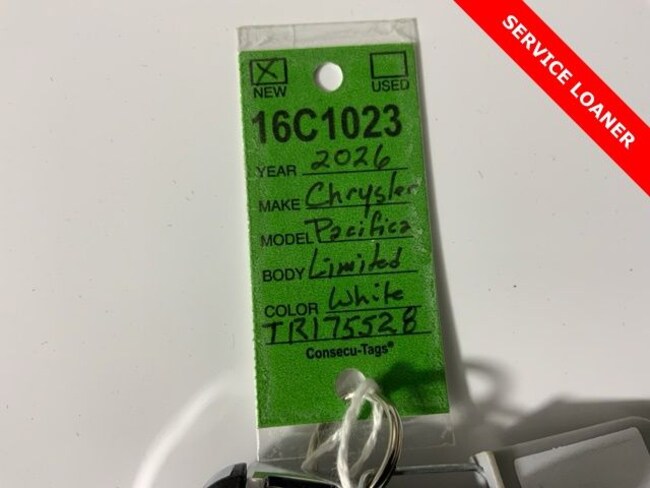 SERVICE LOANER
X
NEW USED
16C1023
YEAR 2026
MAKE Chrysler
MODEL Pacifica
BODY Limited
COLOR White
TR175528
Consecu-Tags®